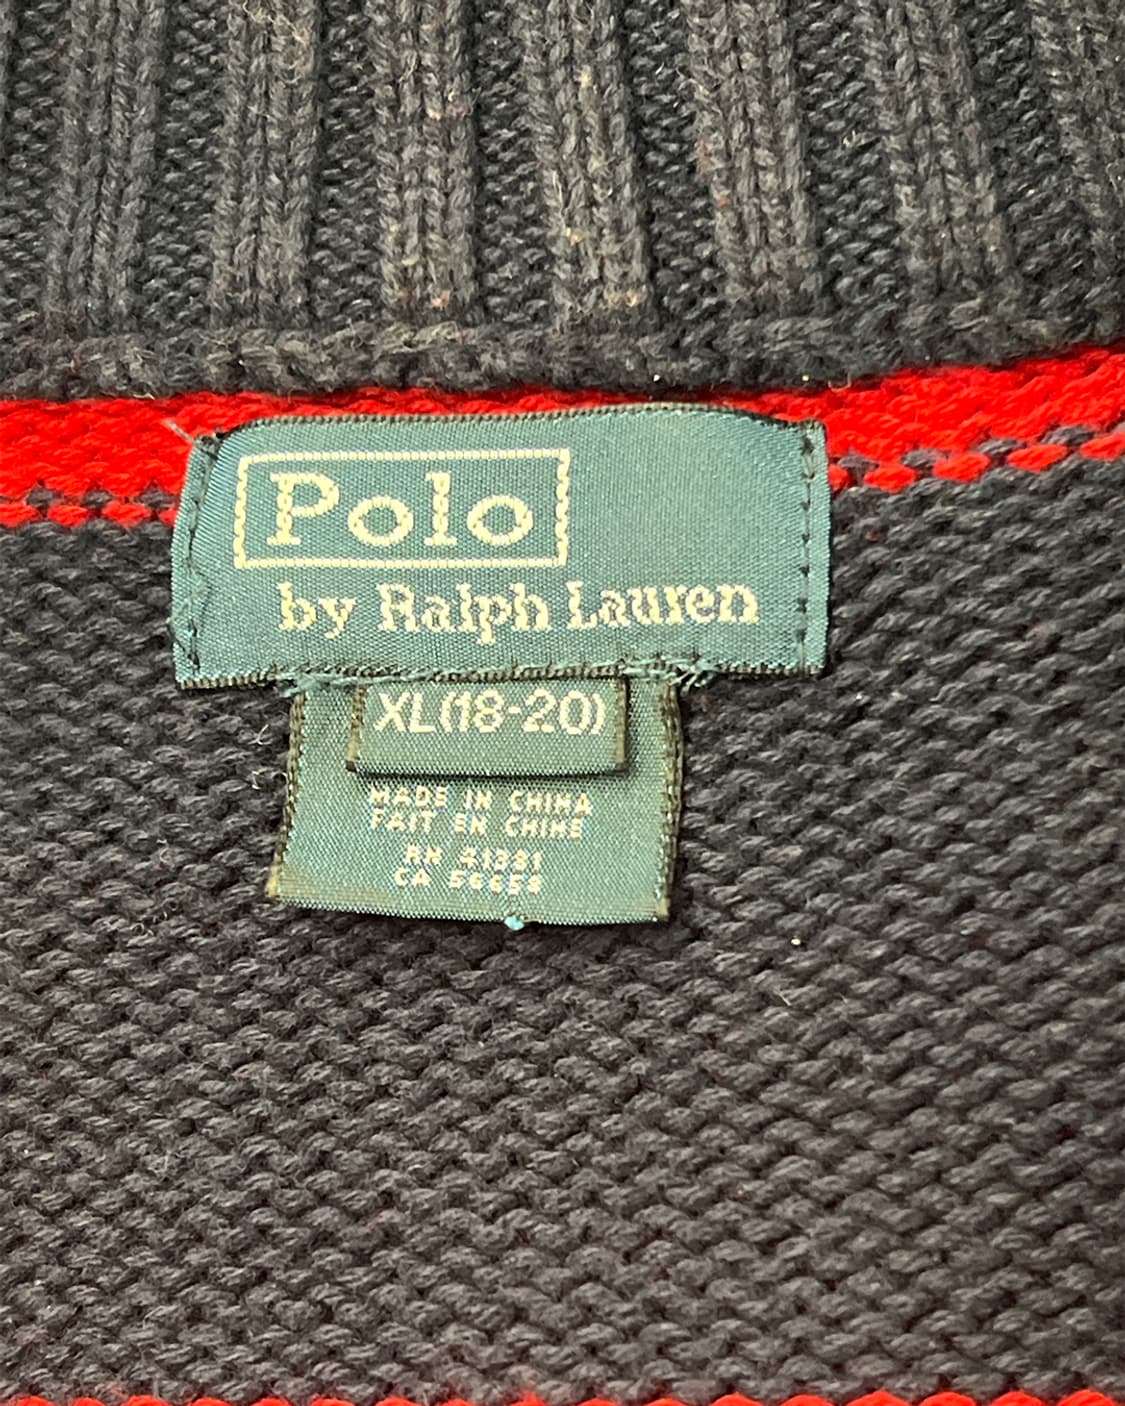 Polo
by Ralph Lauren
XL(18-20)
MADE IN CHINA
FAIT EN CHINE
RN 41381
CA 56658